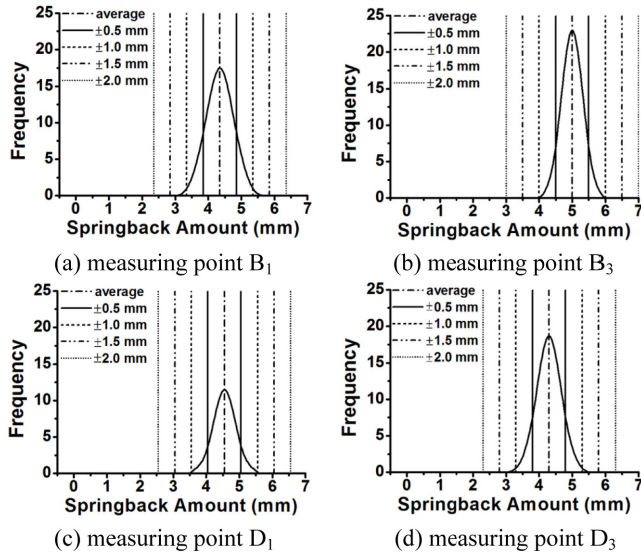 25
20
15
10
5
0
Frequency
average
±0.5 mm
±1.0 mm
±1.5 mm
±2.0 mm
0 1 2 3 4 5 6 7
Springback Amount (mm)
(a) measuring point B₁
25
20
15
10
5
0
Frequency
average
±0.5 mm
±1.0 mm
±1.5 mm
±2.0 mm
0 1 2 3 4 5 6 7
Springback Amount (mm)
(b) measuring point B₃
25
20
15
10
5
0
Frequency
average
±0.5 mm
±1.0 mm
±1.5 mm
±2.0 mm
0 1 2 3 4 5 6 7
Springback Amount (mm)
(c) measuring point D₁
25
20
15
10
5
0
Frequency
average
±0.5 mm
±1.0 mm
±1.5 mm
±2.0 mm
0 1 2 3 4 5 6 7
Springback Amount (mm)
(d) measuring point D₃